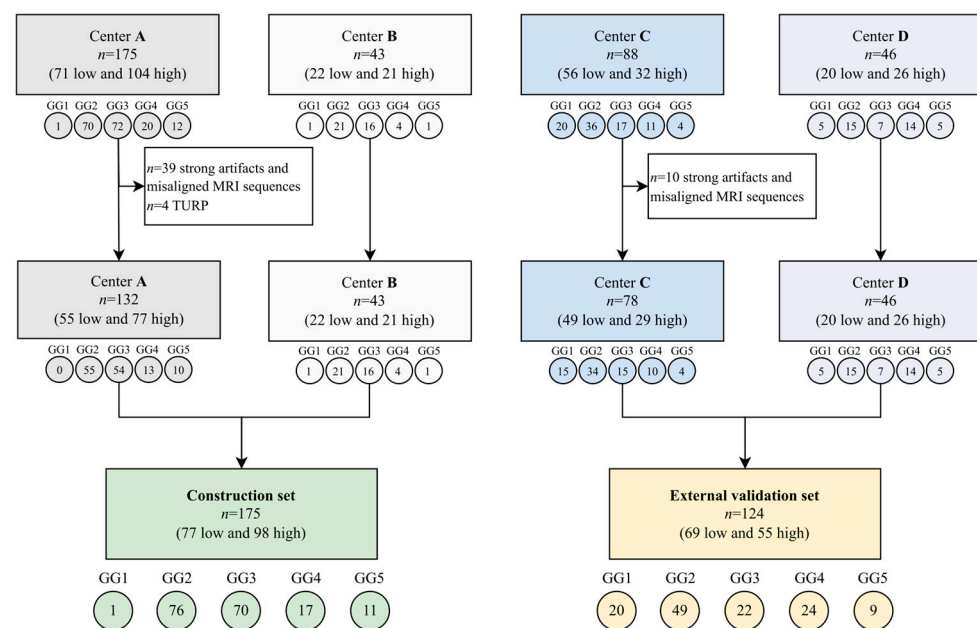 Center A
n=175
(71 low and 104 high)
GG1 GG2 GG3 GG4 GG5
1 70 72 20 12
Center B
n=43
(22 low and 21 high)
GG1 GG2 GG3 GG4 GG5
1 21 16 4 1
Center C
n=88
(56 low and 32 high)
GG1 GG2 GG3 GG4 GG5
20 36 17 11 4
Center D
n=46
(20 low and 26 high)
GG1 GG2 GG3 GG4 GG5
5 15 7 14 5
n=39 strong artifacts and
misaligned MRI sequences
n=4 TURP
n=10 strong artifacts and
misaligned MRI sequences
Center A
n=132
(55 low and 77 high)
GG1 GG2 GG3 GG4 GG5
0 55 54 13 10
Center B
n=43
(22 low and 21 high)
GG1 GG2 GG3 GG4 GG5
1 21 16 4 1
Center C
n=78
(49 low and 29 high)
GG1 GG2 GG3 GG4 GG5
15 34 15 10 4
Center D
n=46
(20 low and 26 high)
GG1 GG2 GG3 GG4 GG5
5 15 7 14 5
Construction set
n=175
(77 low and 98 high)
GG1 GG2 GG3 GG4 GG5
1 76 70 17 11
External validation set
n=124
(69 low and 55 high)
GG1 GG2 GG3 GG4 GG5
20 49 22 24 9